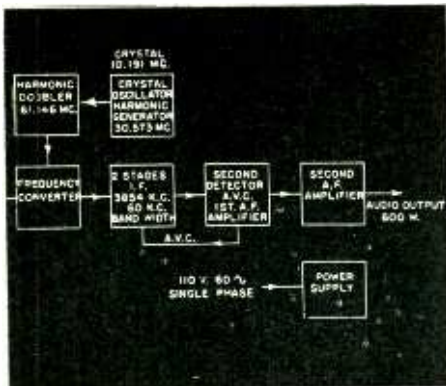 CRYSTAL
10.191 MC.
HARMONIC
DOUBLER
61.146 MC.
CRYSTAL
OSCILLATOR
HARMONIC
GENERATOR
30.573 MC.
FREQUENCY
CONVERTER
2 STAGES
I.F.
3854 K.C.
60 K.C.
BAND WIDTH
SECOND
DETECTOR
A.V.C.
1ST. A.F.
AMPLIFIER
SECOND
A.F.
AMPLIFIER
AUDIO OUTPUT
600 W.
A.V.C.
110 V. 60 ~
SINGLE PHASE
POWER
SUPPLY